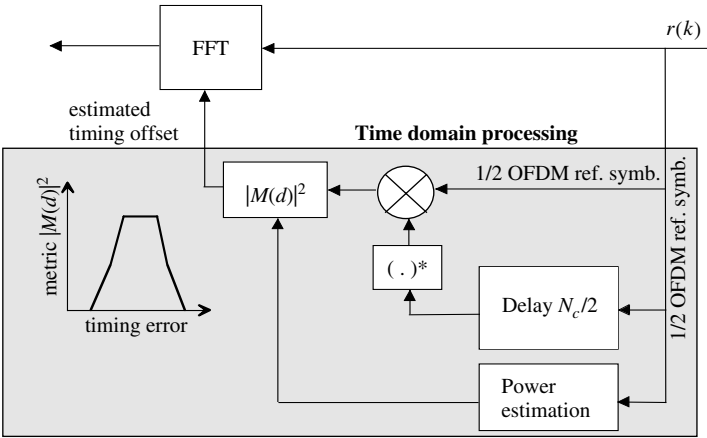 r(k)
FFT
estimated
timing offset
Time domain processing
1/2 OFDM ref. symb.
1/2 OFDM ref. symb.
|M(d)|²
metric |M(d)|²
( . )*
Delay N_c/2
timing error
Power
estimation